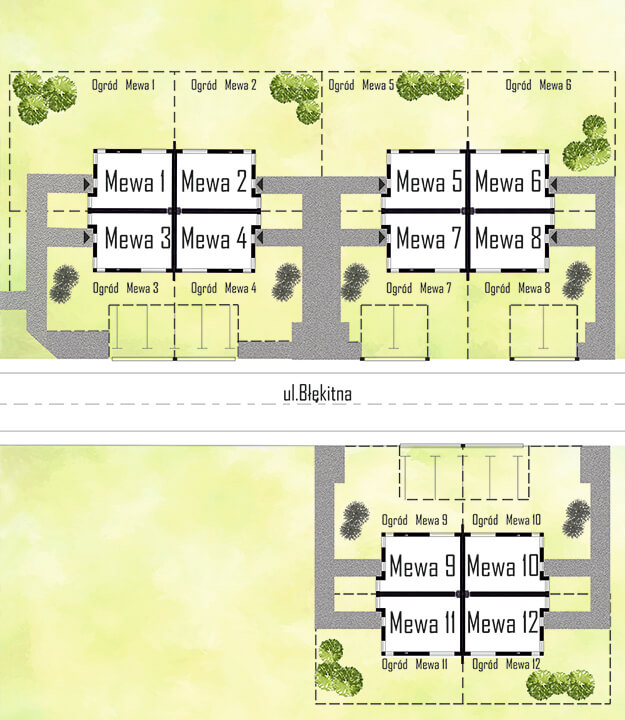 Ogród Mewa 1
Ogród Mewa 2
Ogród Mewa 5
Ogród Mewa 6
Mewa 1
Mewa 2
Mewa 5
Mewa 6
Mewa 3
Mewa 4
Mewa 7
Mewa 8
Ogród Mewa 3
Ogród Mewa 4
Ogród Mewa 7
Ogród Mewa 8
ul.Błękitna
Ogród Mewa 9
Ogród Mewa 10
Mewa 9
Mewa 10
Mewa 11
Mewa 12
Ogród Mewa 11
Ogród Mewa 12